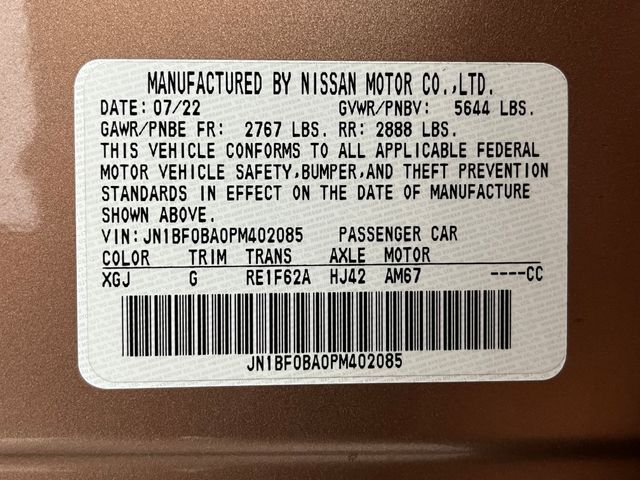 MANUFACTURED BY NISSAN MOTOR CO.,LTD.
DATE: 07/22 GVWR/PNBV: 5644 LBS.
GAWR/PNBE FR: 2767 LBS. RR: 2888 LBS.
THIS VEHICLE CONFORMS TO ALL APPLICABLE FEDERAL
MOTOR VEHICLE SAFETY,BUMPER,AND THEFT PREVENTION
STANDARDS IN EFFECT ON THE DATE OF MANUFACTURE
SHOWN ABOVE.
VIN:JN1BF0BA0PM402085 PASSENGER CAR
COLOR TRIM TRANS AXLE MOTOR
XGJ G RE1F62A HJ42 AM67 ----CC
JN1BF0BA0PM402085